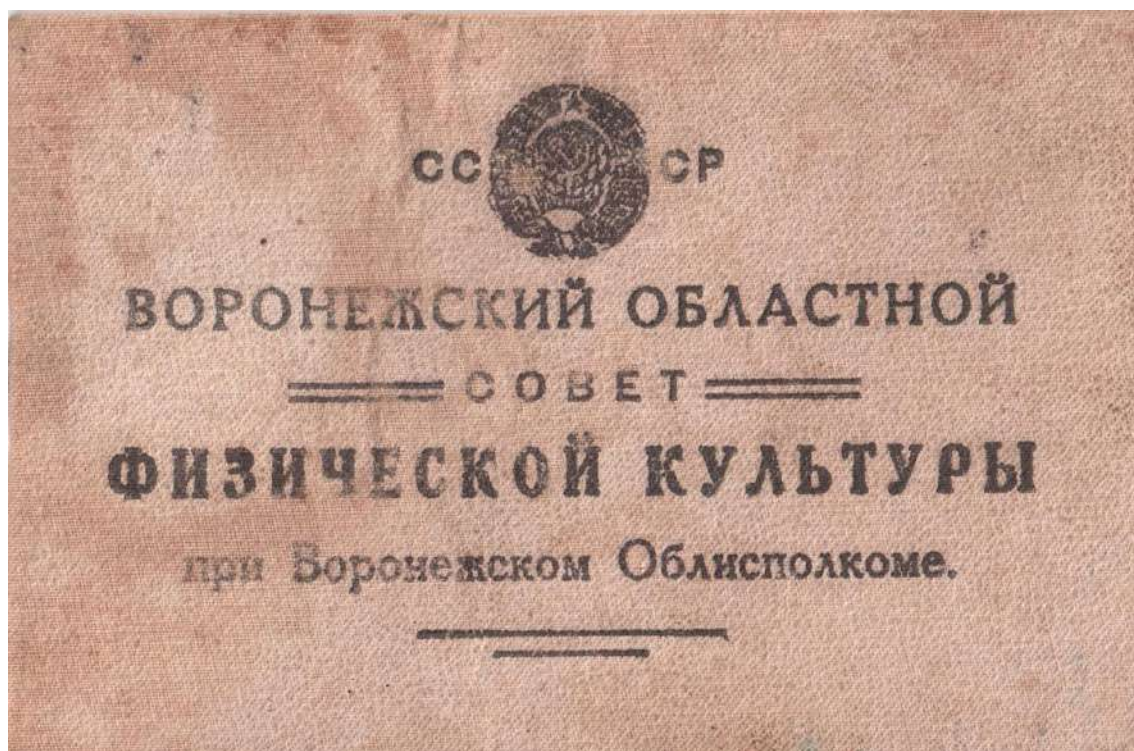 СССР
ВОРОНЕЖСКИЙ ОБЛАСТНОЙ
СОВЕТ
ФИЗИЧЕСКОЙ КУЛЬТУРЫ
при Воронежском Облисполкоме.